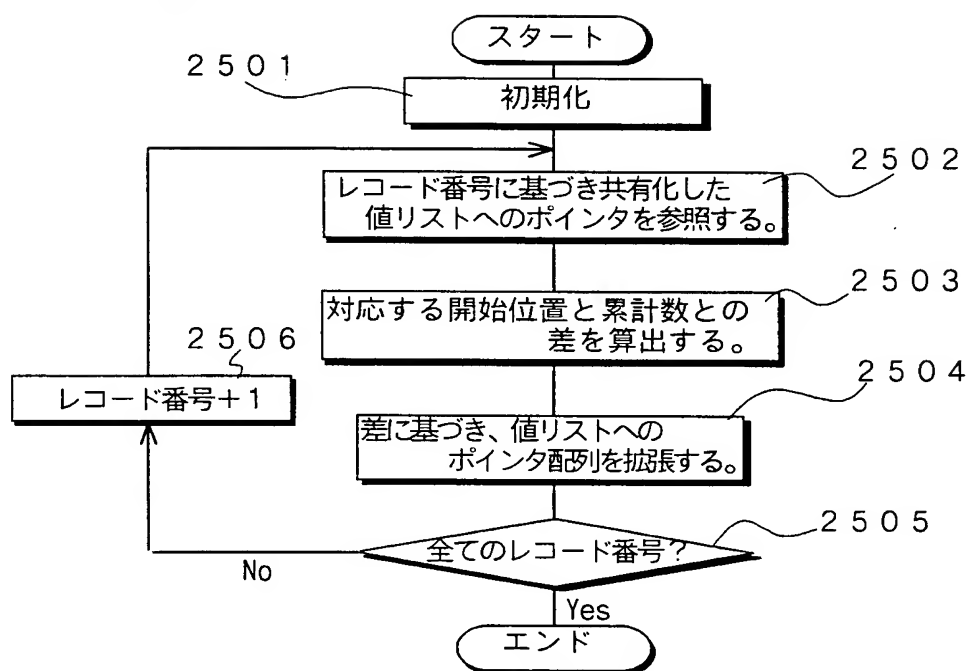 スタート
2501
初期化
2502
レコード番号に基づき共有化した
値リストへのポインタを参照する。
2503
対応する開始位置と累計数との
差を算出する。
2506
レコード番号+1
2504
差に基づき、値リストへの
ポインタ配列を拡張する。
2505
全てのレコード番号？
No
Yes
エンド